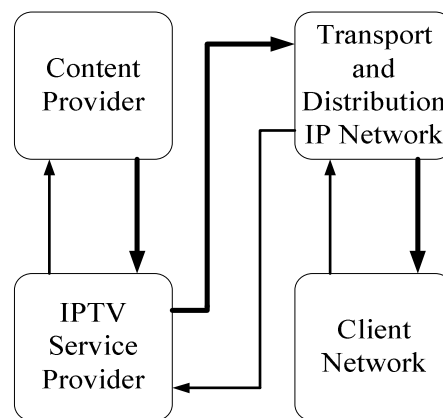 Content
Provider
Transport
and
Distribution
IP Network
IPTV
Service
Provider
Client
Network